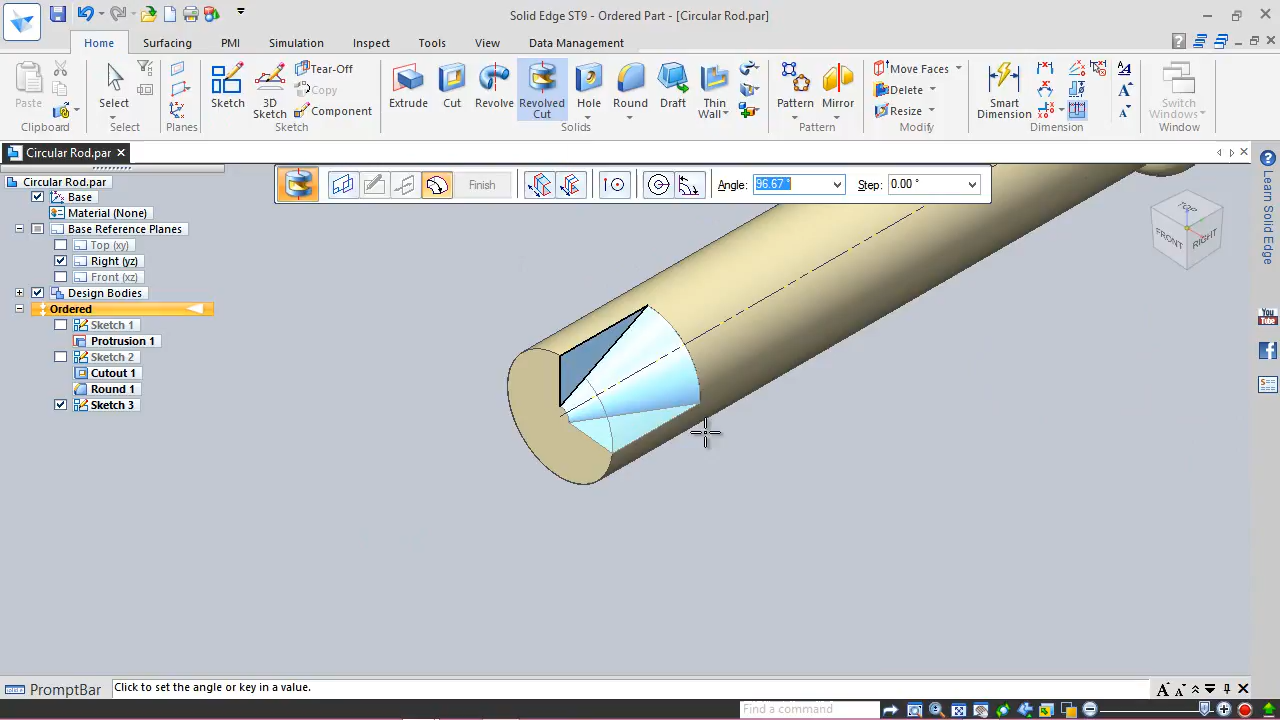 Solid Edge ST9 - Ordered Part - [Circular Rod.par]
Home Surfacing PMI Simulation Inspect Tools View Data Management
Paste
Clipboard
Select
Select
Planes
Sketch
3D Sketch
Tear-Off
Copy
Component
Sketch
Extrude
Cut
Revolve
Revolved Cut
Hole
Round
Draft
Thin Wall
Solids
Pattern
Mirror
Pattern
Move Faces
Delete
Resize
Modify
Smart Dimension
Dimension
Switch Windows
Window
Circular Rod.par
Finish
Angle: 96.67 °
Step: 0.00 °
Circular Rod.par
Base
Material (None)
Base Reference Planes
Top (xy)
Right (yz)
Front (xz)
Design Bodies
Ordered
Sketch 1
Protrusion 1
Sketch 2
Cutout 1
Round 1
Sketch 3
TOP
FRONT
RIGHT
Learn Solid Edge
You Tube
PromptBar
Click to set the angle or key in a value.
Find a command